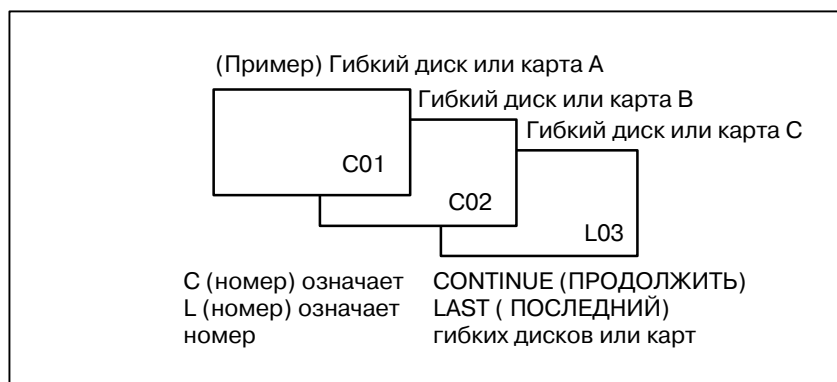 (Пример) Гибкий диск или карта A
Гибкий диск или карта B
Гибкий диск или карта C
C01
C02
L03
C (номер) означает CONTINUE (ПРОДОЛЖИТЬ)
L (номер) означает LAST ( ПОСЛЕДНИЙ)
номер гибких дисков или карт